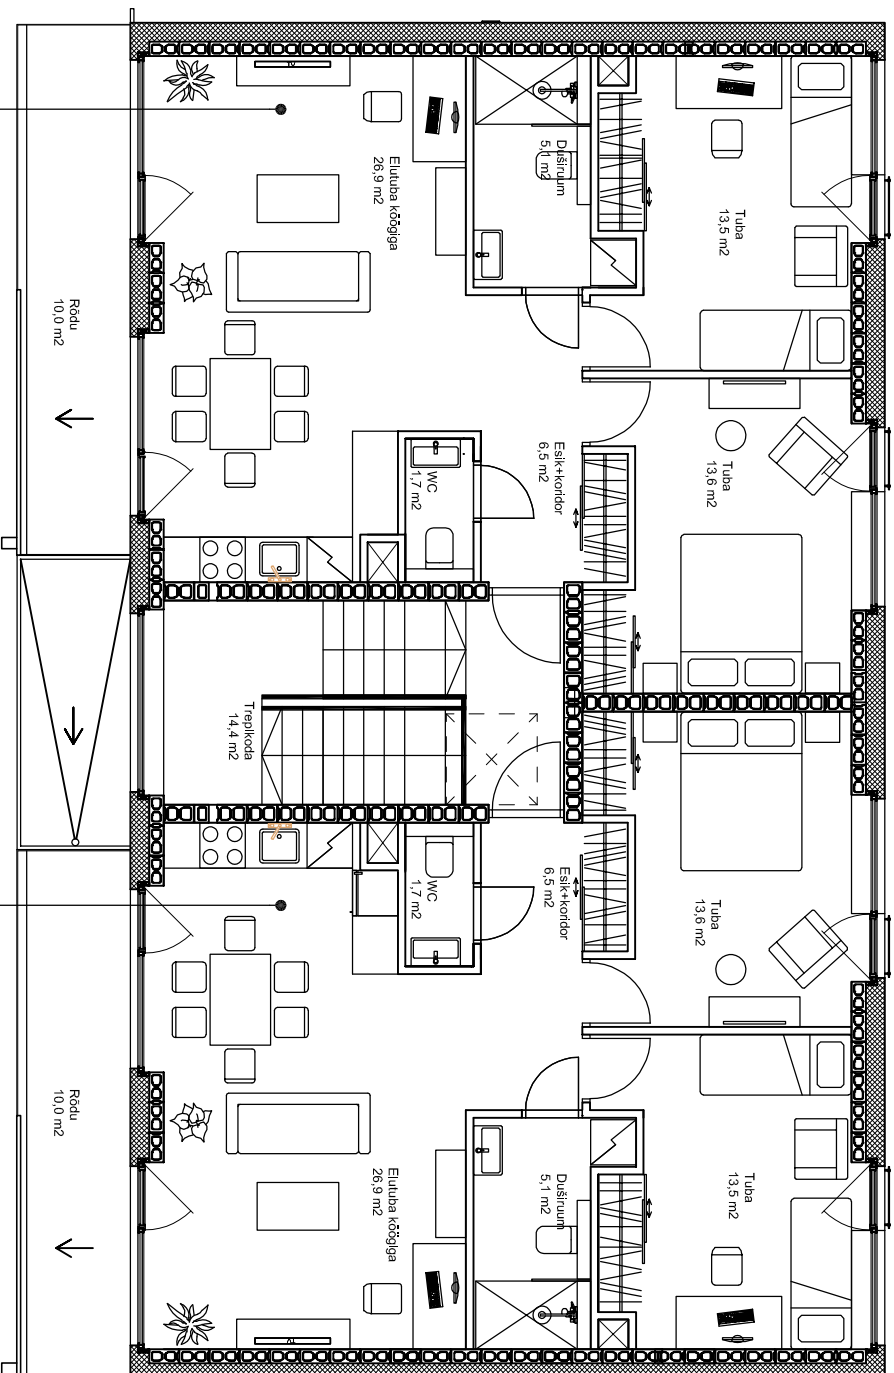 Tuba
13,5 m2
Tuba
13,6 m2
Tuba
13,6 m2
Tuba
13,5 m2
Duširuum
5,1 m2
Esik+koridor
6,5 m2
Esik+koridor
6,5 m2
Duširuum
5,1 m2
Elutuba köögiga
26,9 m2
WC
1,7 m2
WC
1,7 m2
Elutuba köögiga
26,9 m2
Trepikoda
14,4 m2
Rõdu
10,0 m2
Rõdu
10,0 m2